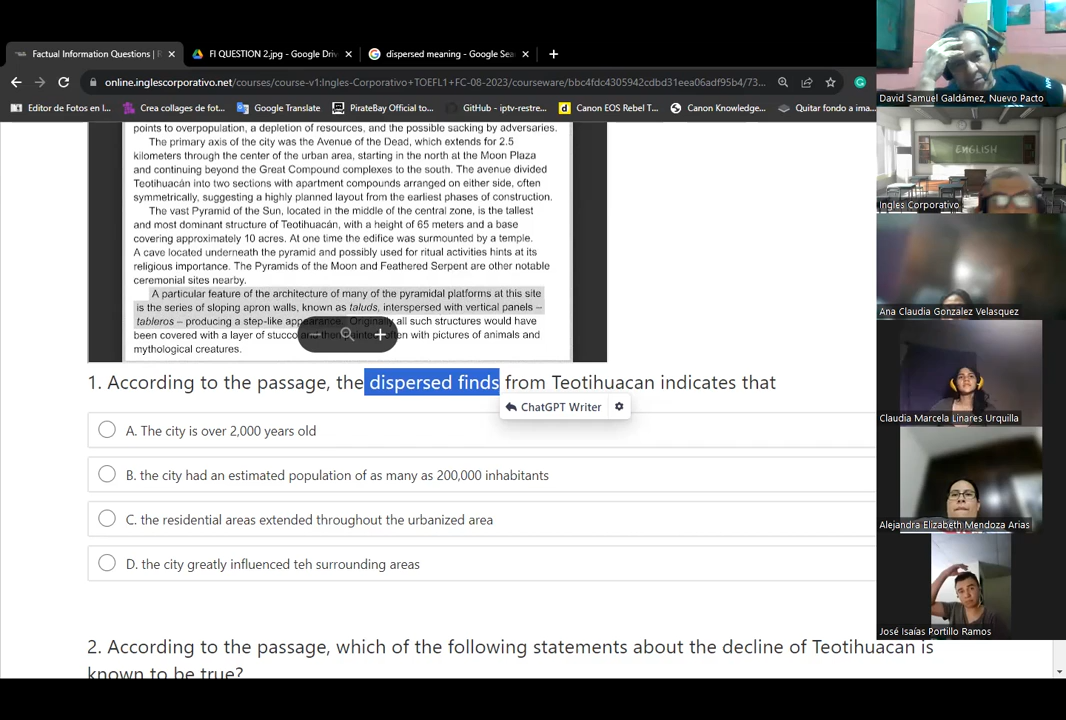 Factual Information Questions |
FI QUESTION 2.jpg - Google Driv
dispersed meaning - Google Sea
online.inglescorporativo.net/courses/course-v1:Ingles-Corporativo+TOEFL1+FC-08-2023/courseware/bbc4fdc4305942cdbd31eea06adf95b4/73...
Editor de Fotos en l...
Crea collages de fot...
Google Translate
PirateBay Official to...
GitHub - iptv-restre...
Canon EOS Rebel T...
Canon Knowledge...
Quitar fondo a ima...
points to overpopulation, a depletion of resources, and the possible sacking by adversaries.
The primary axis of the city was the Avenue of the Dead, which extends for 2.5
kilometers through the center of the urban area, starting in the north at the Moon Plaza
and continuing beyond the Great Compound complexes to the south. The avenue divided
Teotihuacán into two sections with apartment compounds arranged on either side, often
symmetrically, suggesting a highly planned layout from the earliest phases of construction.
The vast Pyramid of the Sun, located in the middle of the central zone, is the tallest
and most dominant structure of Teotihuacán, with a height of 65 meters and a base
covering approximately 10 acres. At one time the edifice was surmounted by a temple.
A cave located underneath the pyramid and possibly used for ritual activities hints at its
religious importance. The Pyramids of the Moon and Feathered Serpent are other notable
ceremonial sites nearby.
A particular feature of the architecture of many of the pyramidal platforms at this site
is the series of sloping apron walls, known as taluds, interspersed with vertical panels –
tableros – producing a step-like appearance. Originally all such structures would have
been covered with a layer of stucco and then painted often with pictures of animals and
mythological creatures.
1. According to the passage, the dispersed finds from Teotihuacan indicates that
ChatGPT Writer
A. The city is over 2,000 years old
B. the city had an estimated population of as many as 200,000 inhabitants
C. the residential areas extended throughout the urbanized area
D. the city greatly influenced teh surrounding areas
2. According to the passage, which of the following statements about the decline of Teotihuacan is
known to be true?
David Samuel Galdámez, Nuevo Pacto
ENGLISH
Ingles Corporativo
Ana Claudia Gonzalez Velasquez
Claudia Marcela Linares Urquilla
Alejandra Elizabeth Mendoza Arias
José Isaías Portillo Ramos